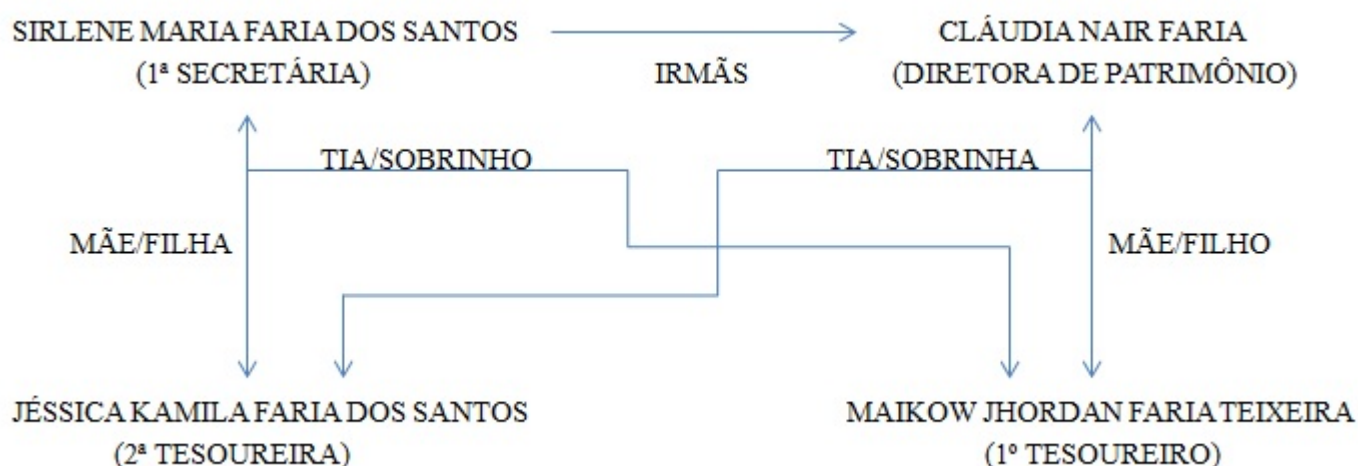 SIRLENE MARIA FARIA DOS SANTOS
(1ª SECRETÁRIA)
IRMÃS
CLÁUDIA NAIR FARIA
(DIRETORA DE PATRIMÔNIO)
TIA/SOBRINHO
TIA/SOBRINHA
MÃE/FILHA
MÃE/FILHO
JÉSSICA KAMILA FARIA DOS SANTOS
(2ª TESOUREIRA)
MAIKOW JHORDAN FARIA TEIXEIRA
(1º TESOUREIRO)